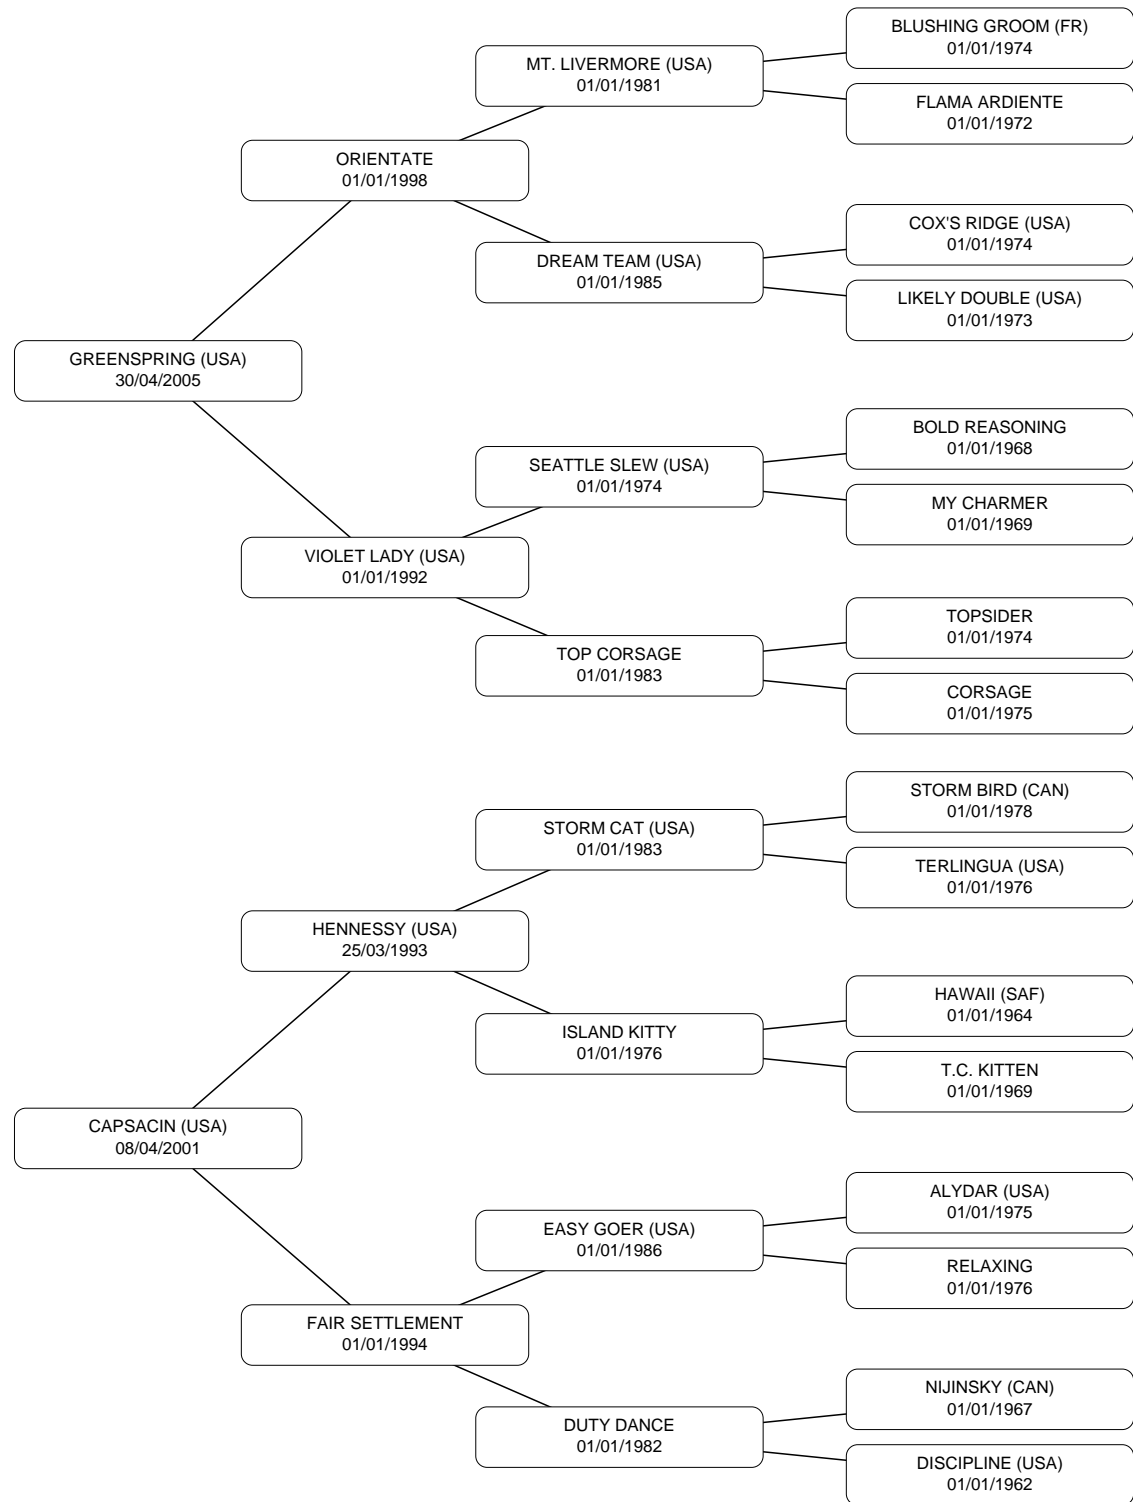 BLUSHING GROOM (FR)
01/01/1974
MT. LIVERMORE (USA)
01/01/1981
FLAMA ARDIENTE
01/01/1972
ORIENTATE
01/01/1998
COX'S RIDGE (USA)
01/01/1974
DREAM TEAM (USA)
01/01/1985
LIKELY DOUBLE (USA)
01/01/1973
GREENSPRING (USA)
30/04/2005
BOLD REASONING
01/01/1968
SEATTLE SLEW (USA)
01/01/1974
MY CHARMER
01/01/1969
VIOLET LADY (USA)
01/01/1992
TOPSIDER
01/01/1974
TOP CORSAGE
01/01/1983
CORSAGE
01/01/1975
STORM BIRD (CAN)
01/01/1978
STORM CAT (USA)
01/01/1983
TERLINGUA (USA)
01/01/1976
HENNESSY (USA)
25/03/1993
HAWAII (SAF)
01/01/1964
ISLAND KITTY
01/01/1976
T.C. KITTEN
01/01/1969
CAPSACIN (USA)
08/04/2001
ALYDAR (USA)
01/01/1975
EASY GOER (USA)
01/01/1986
RELAXING
01/01/1976
FAIR SETTLEMENT
01/01/1994
NIJINSKY (CAN)
01/01/1967
DUTY DANCE
01/01/1982
DISCIPLINE (USA)
01/01/1962